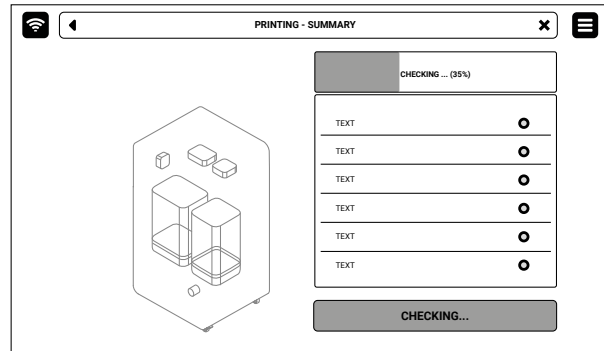 PRINTING - SUMMARY
CHECKING ... (35%)
TEXT
TEXT
TEXT
TEXT
TEXT
TEXT
CHECKING...